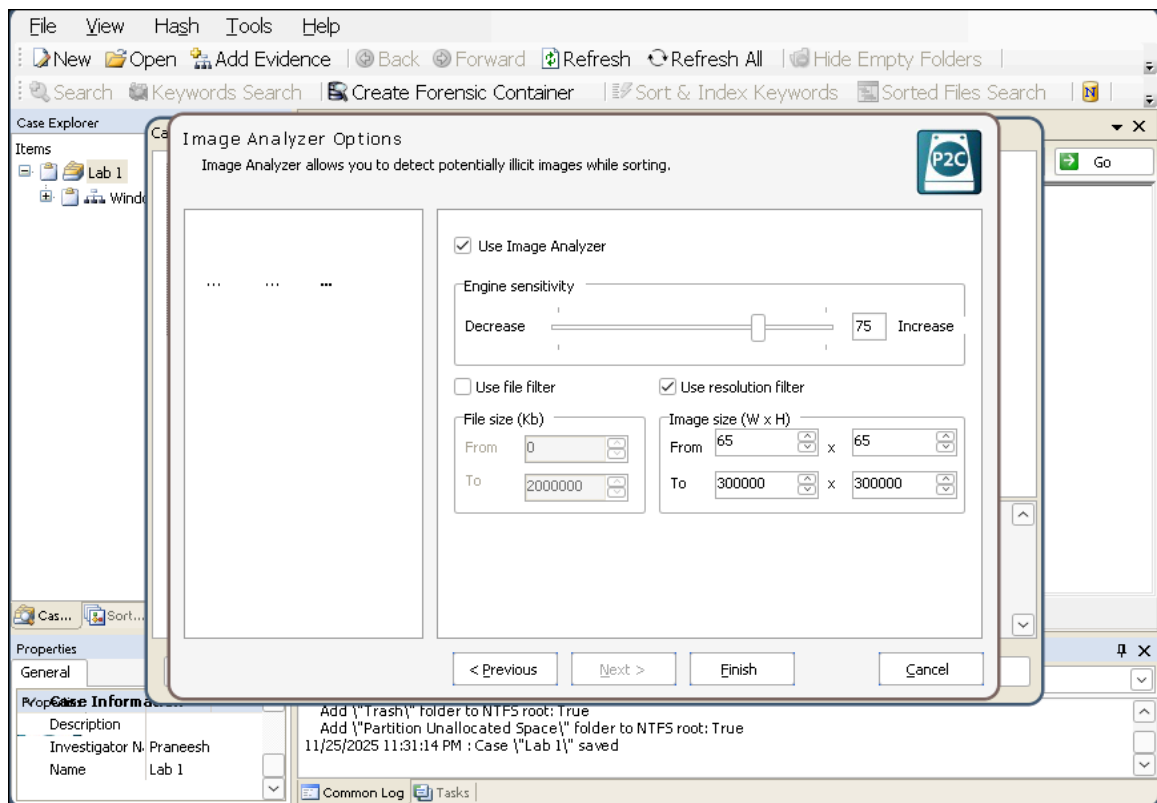 File View Hash Tools Help
New Open Add Evidence Back Forward Refresh Refresh All Hide Empty Folders
Search Keywords Search Create Forensic Container Sort & Index Keywords Sorted Files Search N
Case Explorer
Items
Lab 1
Wind
Ca
Go
Image Analyzer Options
Image Analyzer allows you to detect potentially illicit images while sorting.
P2C
... ... ...
Use Image Analyzer
Engine sensitivity
Decrease 75 Increase
Use file filter Use resolution filter
File size (Kb) Image size (W x H)
From 0 From 65 x 65
To 2000000 To 300000 x 300000
< Previous Next > Finish Cancel
Cas... Sort...
Properties
General
Case Inform
Description
Investigator N Praneesh
Name Lab 1
Add \"Trash\" folder to NTFS root: True
Add \"Partition Unallocated Space\" folder to NTFS root: True
11/25/2025 11:31:14 PM : Case \"Lab 1\" saved
Common Log Tasks